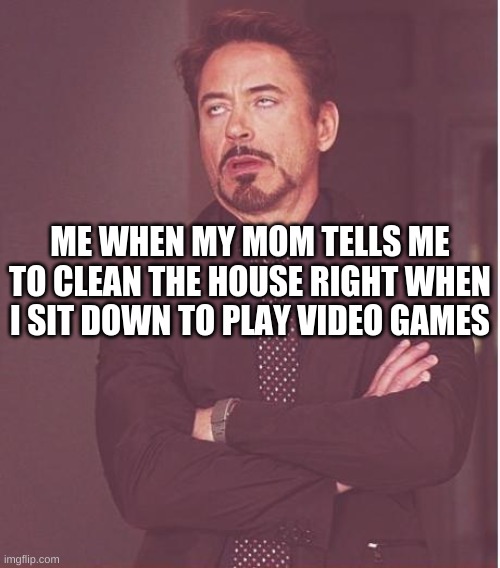 ME WHEN MY MOM TELLS ME
TO CLEAN THE HOUSE RIGHT WHEN
I SIT DOWN TO PLAY VIDEO GAMES
imgflip.com